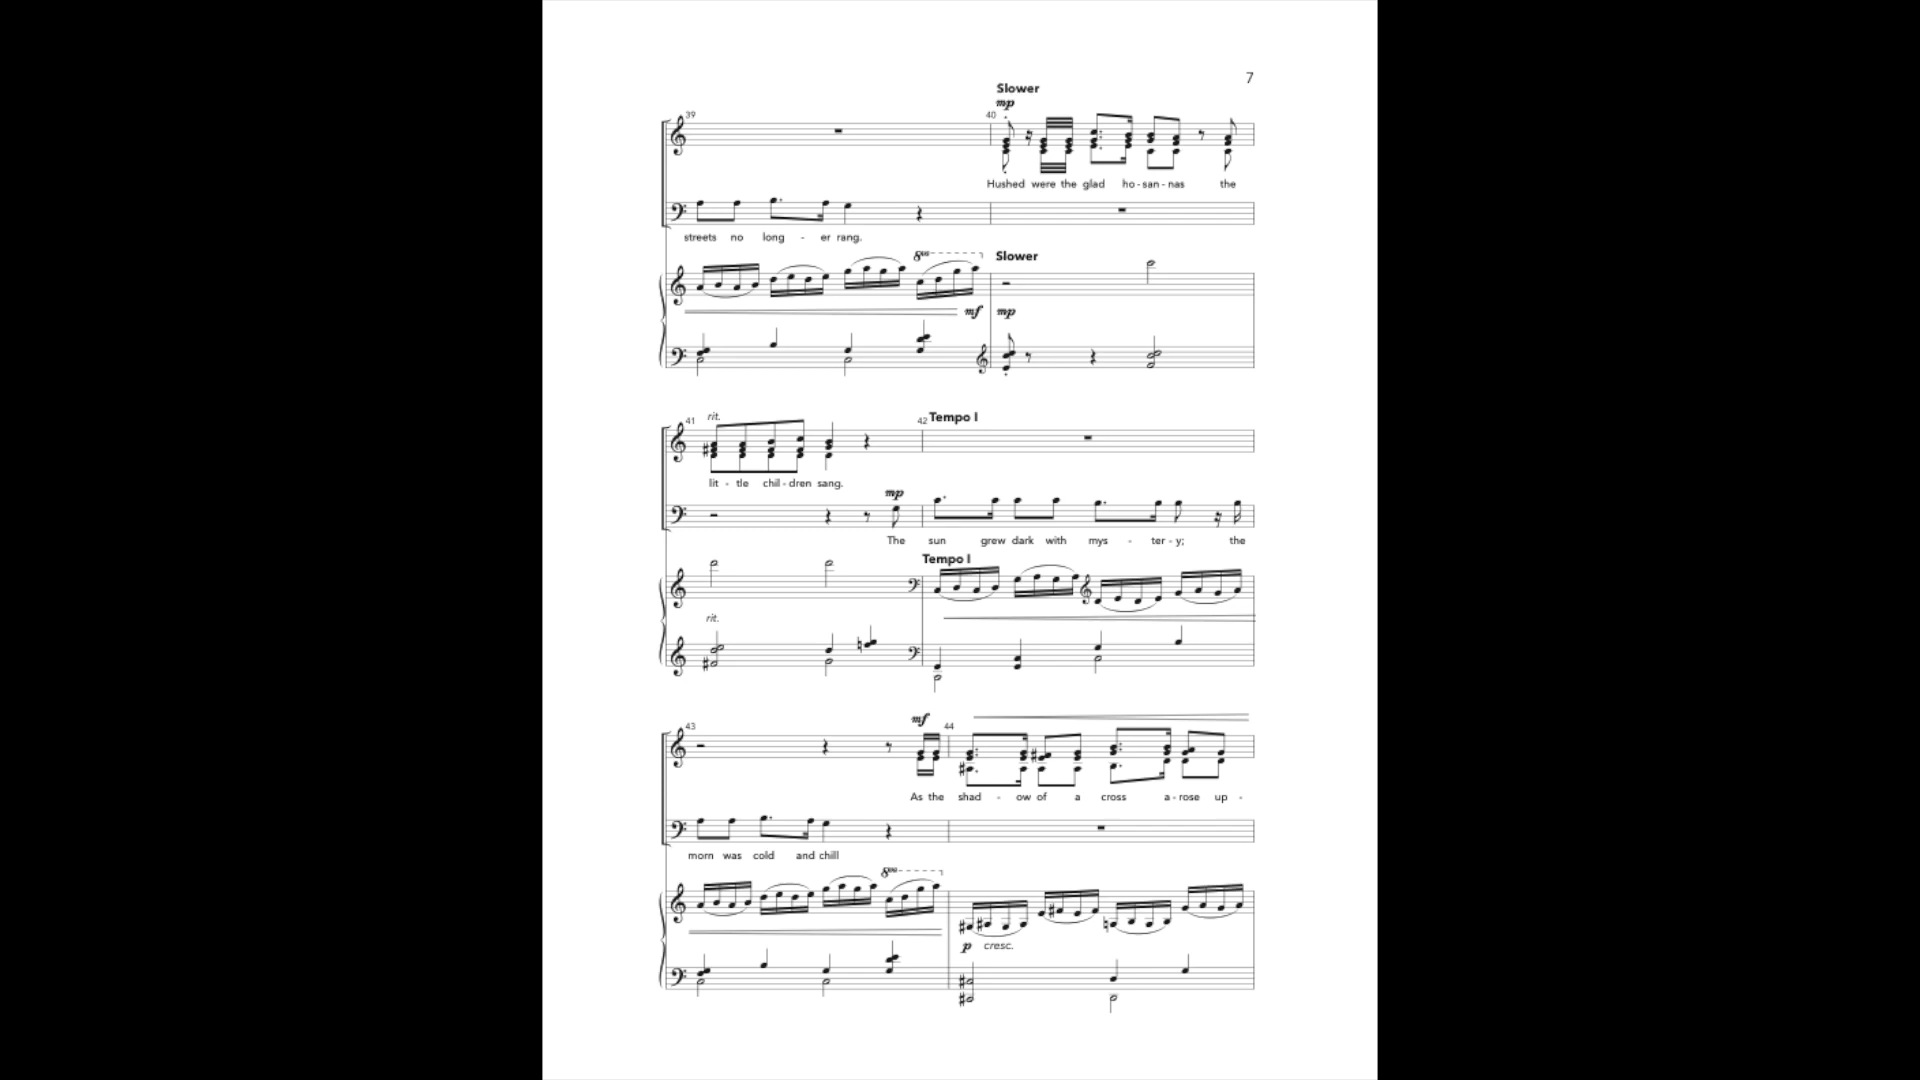 7
Slower
mp
39
40
Hushed were the glad ho - san - nas the
streets no long - er rang.
8va
Slower
mf mp
rit.
41
42 Tempo I
lit - tle chil - dren sang.
mp
The sun grew dark with mys - ter - y; the
Tempo I
rit.
mf
43
44
As the shad - ow of a cross a - rose up -
morn was cold and chill
8va
p cresc.